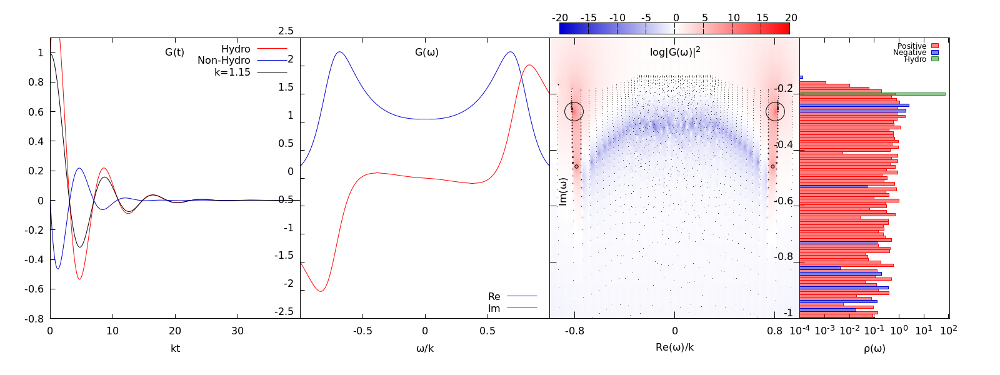 -20 -15 -10 -5 0 5 10 15 20
G(t)
Hydro
Non-Hydro
k=1.15
1
0.8
0.6
0.4
0.2
0
-0.2
-0.4
-0.6
-0.8
0 10 20 30
kt
G(ω)
2.5
2
1.5
1
0.5
0
-0.5
-1
-1.5
-2
-2.5
Re
Im
-0.5 0 0.5
ω/k
log|G(ω)|²
Im(ω)
-0.2
-0.4
-0.6
-0.8
-1
-0.8 0 0.8
Re(ω)/k
Positive
Negative
Hydro
10⁻⁴ 10⁻³ 10⁻² 10⁻¹ 10⁰ 10¹ 10²
ρ(ω)